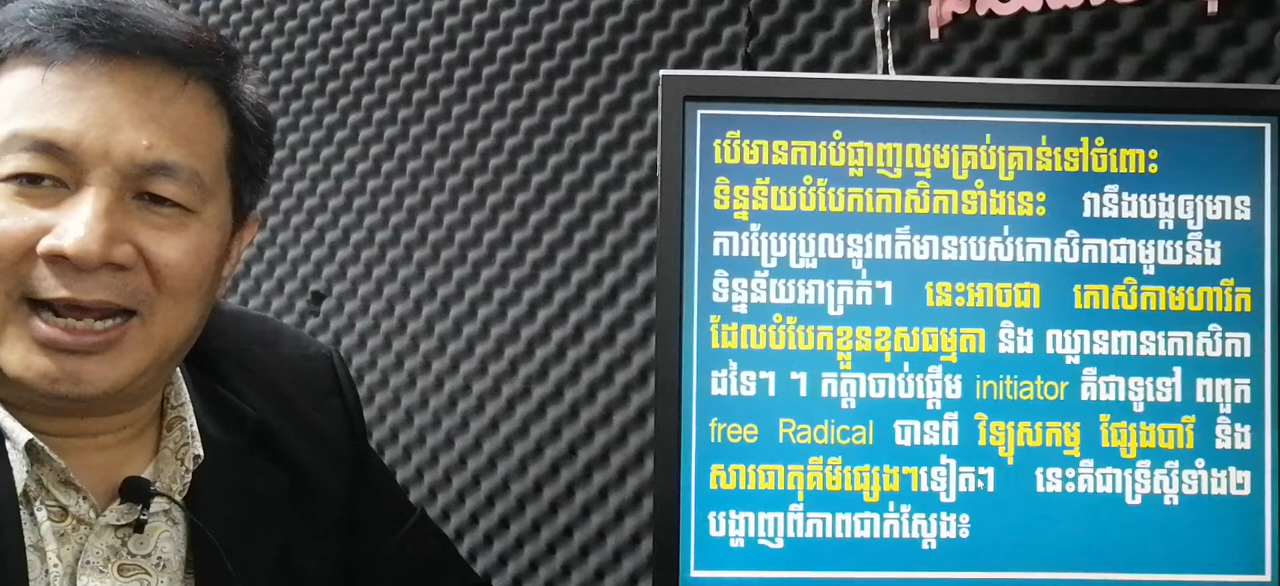 បើមានការបំផ្លាញល្មមគ្រប់គ្រាន់ទៅចំពោះ
ទិន្នន័យបំបែកកោសិកាទាំងនេះ វានឹងបង្កឲ្យមាន
ការប្រែប្រួលនូវពត៌មានរបស់កោសិកាជាមួយនឹង
ទិន្នន័យអាក្រក់ៗ នេះអាចជា កោសិកាមហារីក
ដែលបំបែកខ្លួនខុសធម្មតា និង ឈ្លានពានកោសិកា
ដទៃៗ ។ កត្តាចាប់ផ្តើម initiator គឺជាទូទៅ ពពួក
free Radical បានពី វិទ្យុសកម្ម ផ្សែងបារី និង
សារធាតុគីមីផ្សេងៗទៀត។ នេះគឺជាទ្រឹស្តីទាំង២
បង្ហាញពីភាពជាក់ស្តែង៖